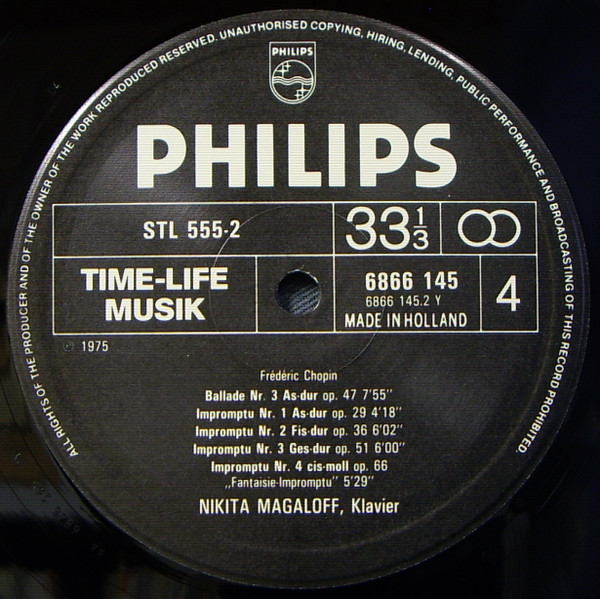 ALL RIGHTS OF THE PRODUCER AND OF THE OWNER OF THE WORK REPRODUCED RESERVED. UNAUTHORISED COPYING, HIRING, LENDING, PUBLIC PERFORMANCE AND BROADCASTING OF THIS RECORD PROHIBITED.
PHILIPS
PHILIPS
STL 555-2
33 1/3
TIME-LIFE
MUSIK
6866 145
6866 145.2 Y
MADE IN HOLLAND
4
℗ 1975
Frédéric Chopin
Ballade Nr. 3 As-dur op. 47 7'55"
Impromptu Nr. 1 As-dur op. 29 4'18"
Impromptu Nr. 2 Fis-dur op. 36 6'02"
Impromptu Nr. 3 Ges-dur op. 51 6'00"
Impromptu Nr. 4 cis-moll op. 66
„Fantaisie-Impromptu" 5'29"
NIKITA MAGALOFF, Klavier